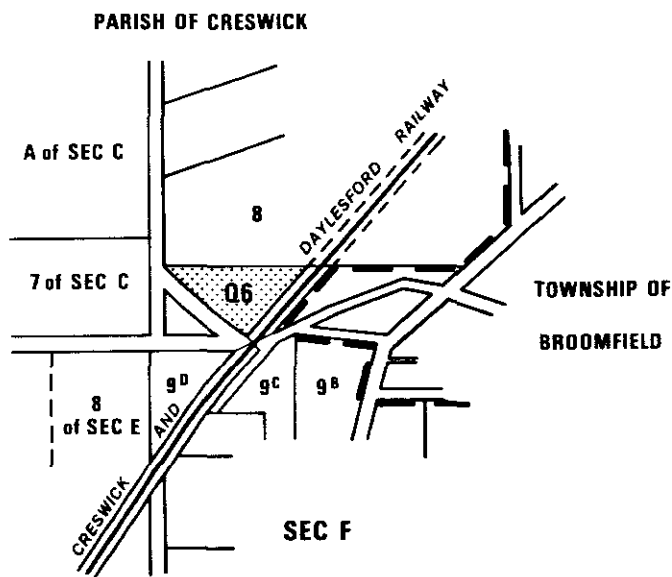 PARISH OF CRESWICK
A of SEC C
8
DAYLESFORD RAILWAY
7 of SEC C
Q6
TOWNSHIP OF
BROOMFIELD
9D
9C
9B
8
of SEC E
CRESWICK AND
SEC F